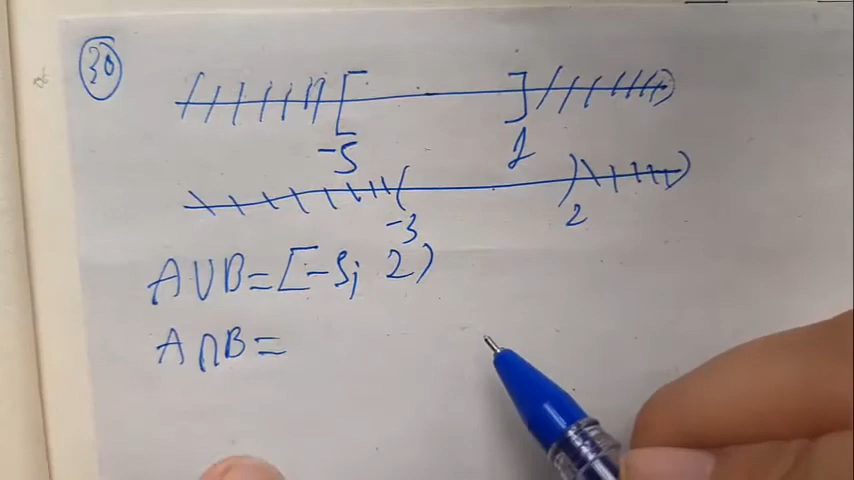 30
[ ]
-5 1
( )
-3 2
A∪B=[-5; 2)
A∩B=